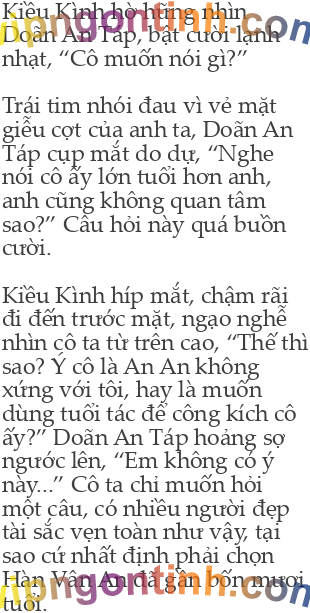 Kiều Kình hờ hững nhìn
Doãn An Táp, bật cười lạnh
nhạt, “Cô muốn nói gì?”
Trái tim nhói đau vì vẻ mặt
giễu cợt của anh ta, Doãn An
Táp cụp mắt do dự, “Nghe
nói cô ấy lớn tuổi hơn anh,
anh cũng không quan tâm
sao?” Câu hỏi này quá buồn
cười.
Kiều Kình híp mắt, chậm rãi
đi đến trước mặt, ngạo nghễ
nhìn cô ta từ trên cao, “Thế thì
sao? Ý cô là An An không
xứng với tôi, hay là muốn
dùng tuổi tác để công kích cô
ấy?” Doãn An Táp hoảng sợ
ngước lên, “Em không có ý
này...” Cô ta chỉ muốn hỏi
một câu, có nhiều người đẹp
tài sắc vẹn toàn như vậy, tại
sao cứ nhất định phải chọn
Hàn Vân An đã gần bốn mươi
tuổi.